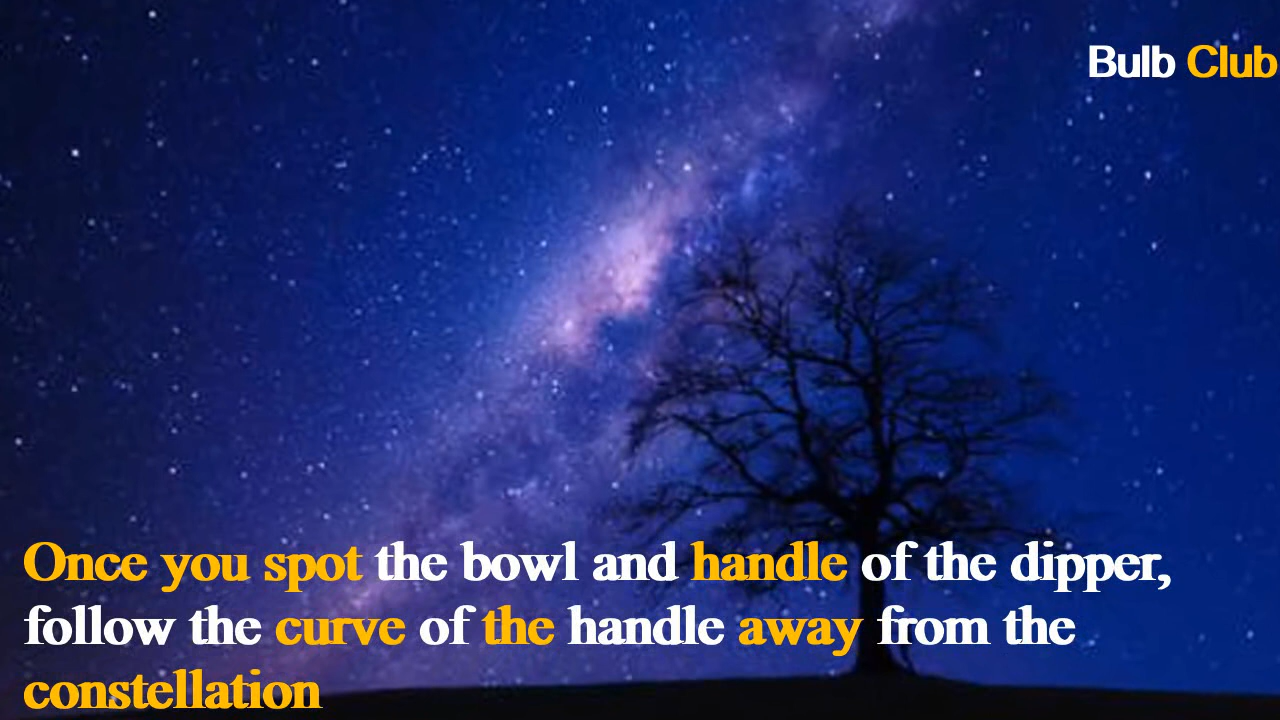 Bulb Club
Once you spot the bowl and handle of the dipper,
follow the curve of the handle away from the
constellation